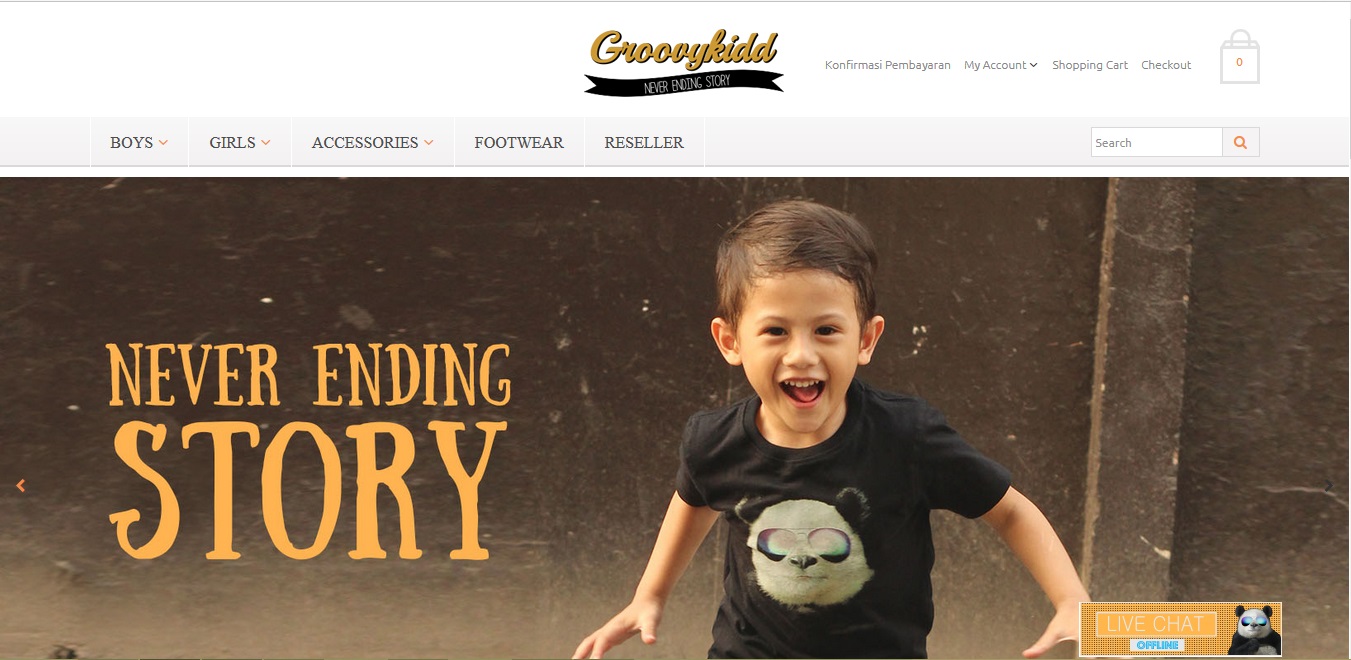 Groovykidd
NEVER ENDING STORY
Konfirmasi Pembayaran My Account Shopping Cart Checkout
0
BOYS GIRLS ACCESSORIES FOOTWEAR RESELLER
Search
NEVER ENDING
STORY
LIVE CHAT
OFFLINE